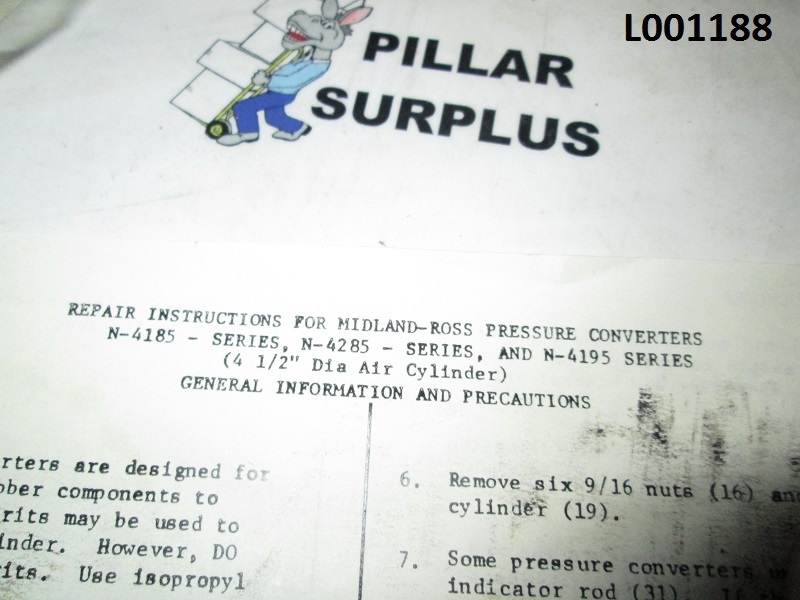 L001188
PILLAR
SURPLUS
REPAIR INSTRUCTIONS FOR MIDLAND-ROSS PRESSURE CONVERTERS
N-4185 - SERIES, N-4285 - SERIES, AND N-4195 SERIES
(4 1/2" Dia Air Cylinder)
GENERAL INFORMATION AND PRECAUTIONS
rters are designed for
bber components to
rits may be used to
inder. However, DO
its. Use isopropyl
6. Remove six 9/16 nuts (16) and
cylinder (19).
7. Some pressure converters
indicator rod (31).